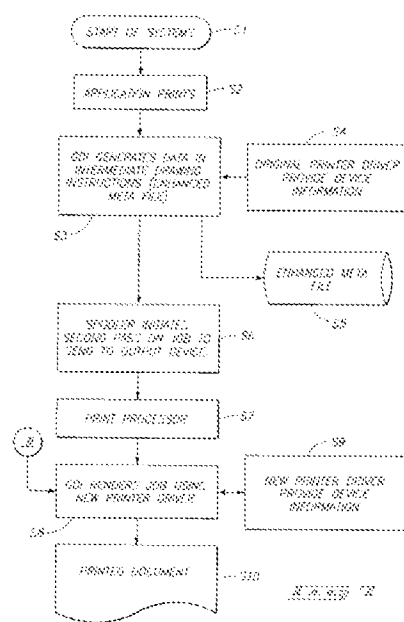 START OF SYSTEM
S1
APPLICATION PRINTS
S2
GDI GENERATES DATA IN
INTERMEDIATE DRAWING
INSTRUCTIONS (ENHANCED
META FILE)
S3
S4
ORIGINAL PRINTER DRIVER
PROVIDE DEVICE
INFORMATION
ENHANCED META
FILE
S5
SPOOLER INITIATES
SECOND PASS ON JOB TO
SEND TO OUTPUT DEVICE
S6
PRINT PROCESSOR
S7
B
GDI RENDERS JOB USING
NEW PRINTER DRIVER
S8
S9
NEW PRINTER DRIVER
PROVIDE DEVICE
INFORMATION
PRINTED DOCUMENT
S10